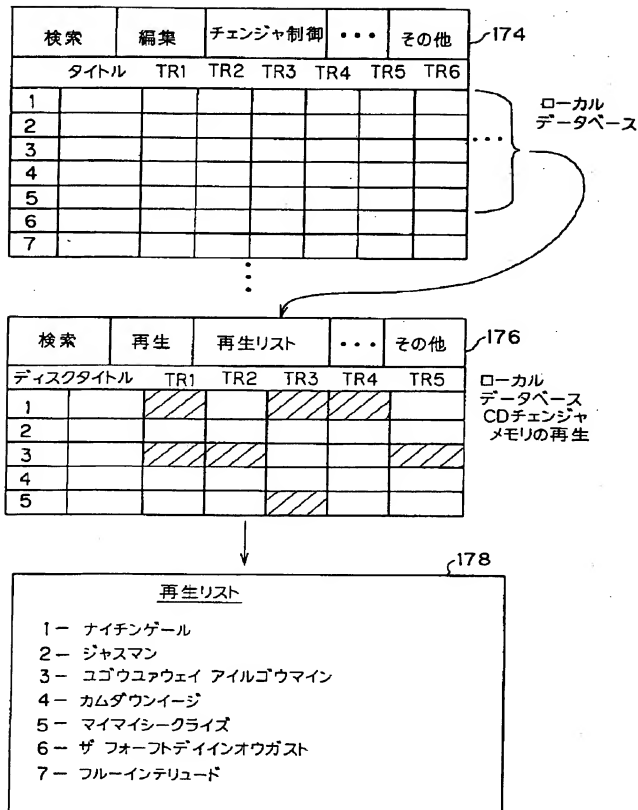 検索 編集 チェンジャ制御 ••• その他 174
タイトル TR1 TR2 TR3 TR4 TR5 TR6
1
2
3
4
5
6
7
ローカル
データベース
検索 再生 再生リスト ••• その他 176
ディスクタイトル TR1 TR2 TR3 TR4 TR5
1
2
3
4
5
ローカル
データベース
CDチェンジャ
メモリの再生
178
再生リスト
1ー ナイチンゲール
2ー ジャスマン
3ー ユゴウユァウェイ アイルゴウマイン
4ー カムダウンイージ
5ー マイマイシークライズ
6ー ザ フォーフトデイインオウガスト
7ー フルーインテリュード